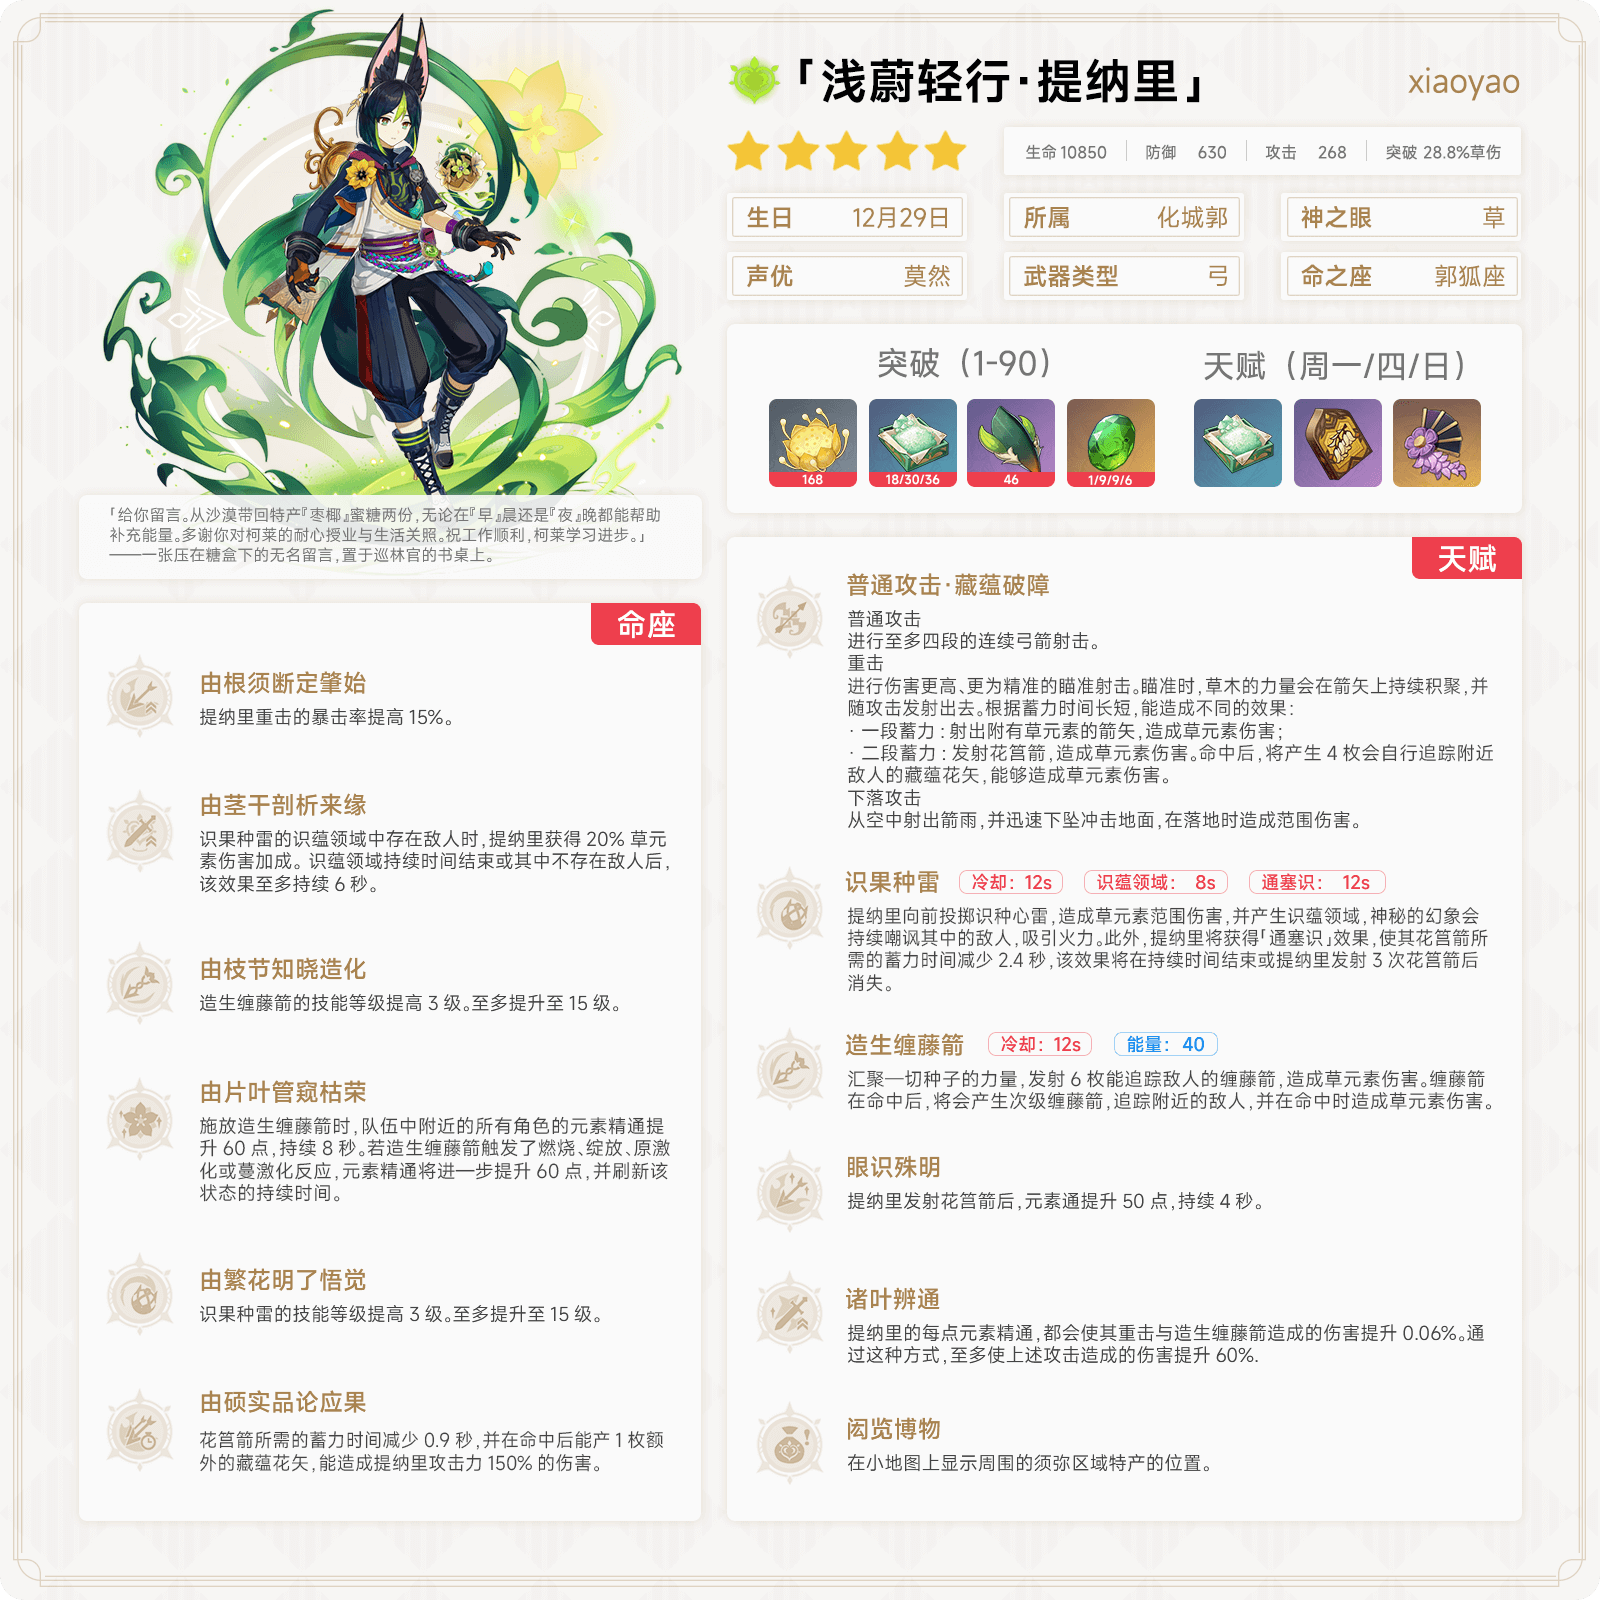 「浅蔚轻行·提纳里」
xiaoyao
生命 10850 防御 630 攻击 268 突破 28.8%草伤
生日 12月29日 所属 化城郭 神之眼 草
声优 莫然 武器类型 弓 命之座 郭狐座
突破（1-90） 天赋（周一/四/日）
168 18/30/36 46 1/9/9/6
「给你留言。从沙漠带回特产『枣椰』蜜糖两份，无论在『早』晨还是『夜』晚都能帮助
补充能量。多谢你对柯莱的耐心授业与生活关照。祝工作顺利，柯莱学习进步。」
——一张压在糖盒下的无名留言，置于巡林官的书桌上。
命座
由根须断定肇始
提纳里重击的暴击率提高 15%。
由茎干剖析来缘
识果种雷的识蕴领域中存在敌人时，提纳里获得 20% 草元
素伤害加成。识蕴领域持续时间结束或其中不存在敌人后，
该效果至多持续 6 秒。
由枝节知晓造化
造生缠藤箭的技能等级提高 3 级。至多提升至 15 级。
由片叶管窥枯荣
施放造生缠藤箭时，队伍中附近的所有角色的元素精通提
升 60 点，持续 8 秒。若造生缠藤箭触发了燃烧、绽放、原激
化或蔓激化反应，元素精通将进一步提升 60 点，并刷新该
状态的持续时间。
由繁花明了悟觉
识果种雷的技能等级提高 3 级。至多提升至 15 级。
由硕实品论应果
花筥箭所需的蓄力时间减少 0.9 秒，并在命中后能产 1 枚额
外的藏蕴花矢，能造成提纳里攻击力 150% 的伤害。
天赋
普通攻击·藏蕴破障
普通攻击
进行至多四段的连续弓箭射击。
重击
进行伤害更高、更为精准的瞄准射击。瞄准时，草木的力量会在箭矢上持续积聚，并
随攻击发射出去。根据蓄力时间长短，能造成不同的效果：
· 一段蓄力：射出附有草元素的箭矢，造成草元素伤害；
· 二段蓄力：发射花筥箭，造成草元素伤害。命中后，将产生 4 枚会自行追踪附近
敌人的藏蕴花矢，能够造成草元素伤害。
下落攻击
从空中射出箭雨，并迅速下坠冲击地面，在落地时造成范围伤害。
识果种雷 冷却：12s 识蕴领域： 8s 通塞识： 12s
提纳里向前投掷识种心雷，造成草元素范围伤害，并产生识蕴领域，神秘的幻象会
持续嘲讽其中的敌人，吸引火力。此外，提纳里将获得「通塞识」效果，使其花筥箭所
需的蓄力时间减少 2.4 秒，该效果将在持续时间结束或提纳里发射 3 次花筥箭后
消失。
造生缠藤箭 冷却：12s 能量：40
汇聚一切种子的力量，发射 6 枚能追踪敌人的缠藤箭，造成草元素伤害。缠藤箭
在命中后，将会产生次级缠藤箭，追踪附近的敌人，并在命中时造成草元素伤害。
眼识殊明
提纳里发射花筥箭后，元素通提升 50 点，持续 4 秒。
诸叶辨通
提纳里的每点元素精通，都会使其重击与造生缠藤箭造成的伤害提升 0.06%。通
过这种方式，至多使上述攻击造成的伤害提升 60%.
闳览博物
在小地图上显示周围的须弥区域特产的位置。